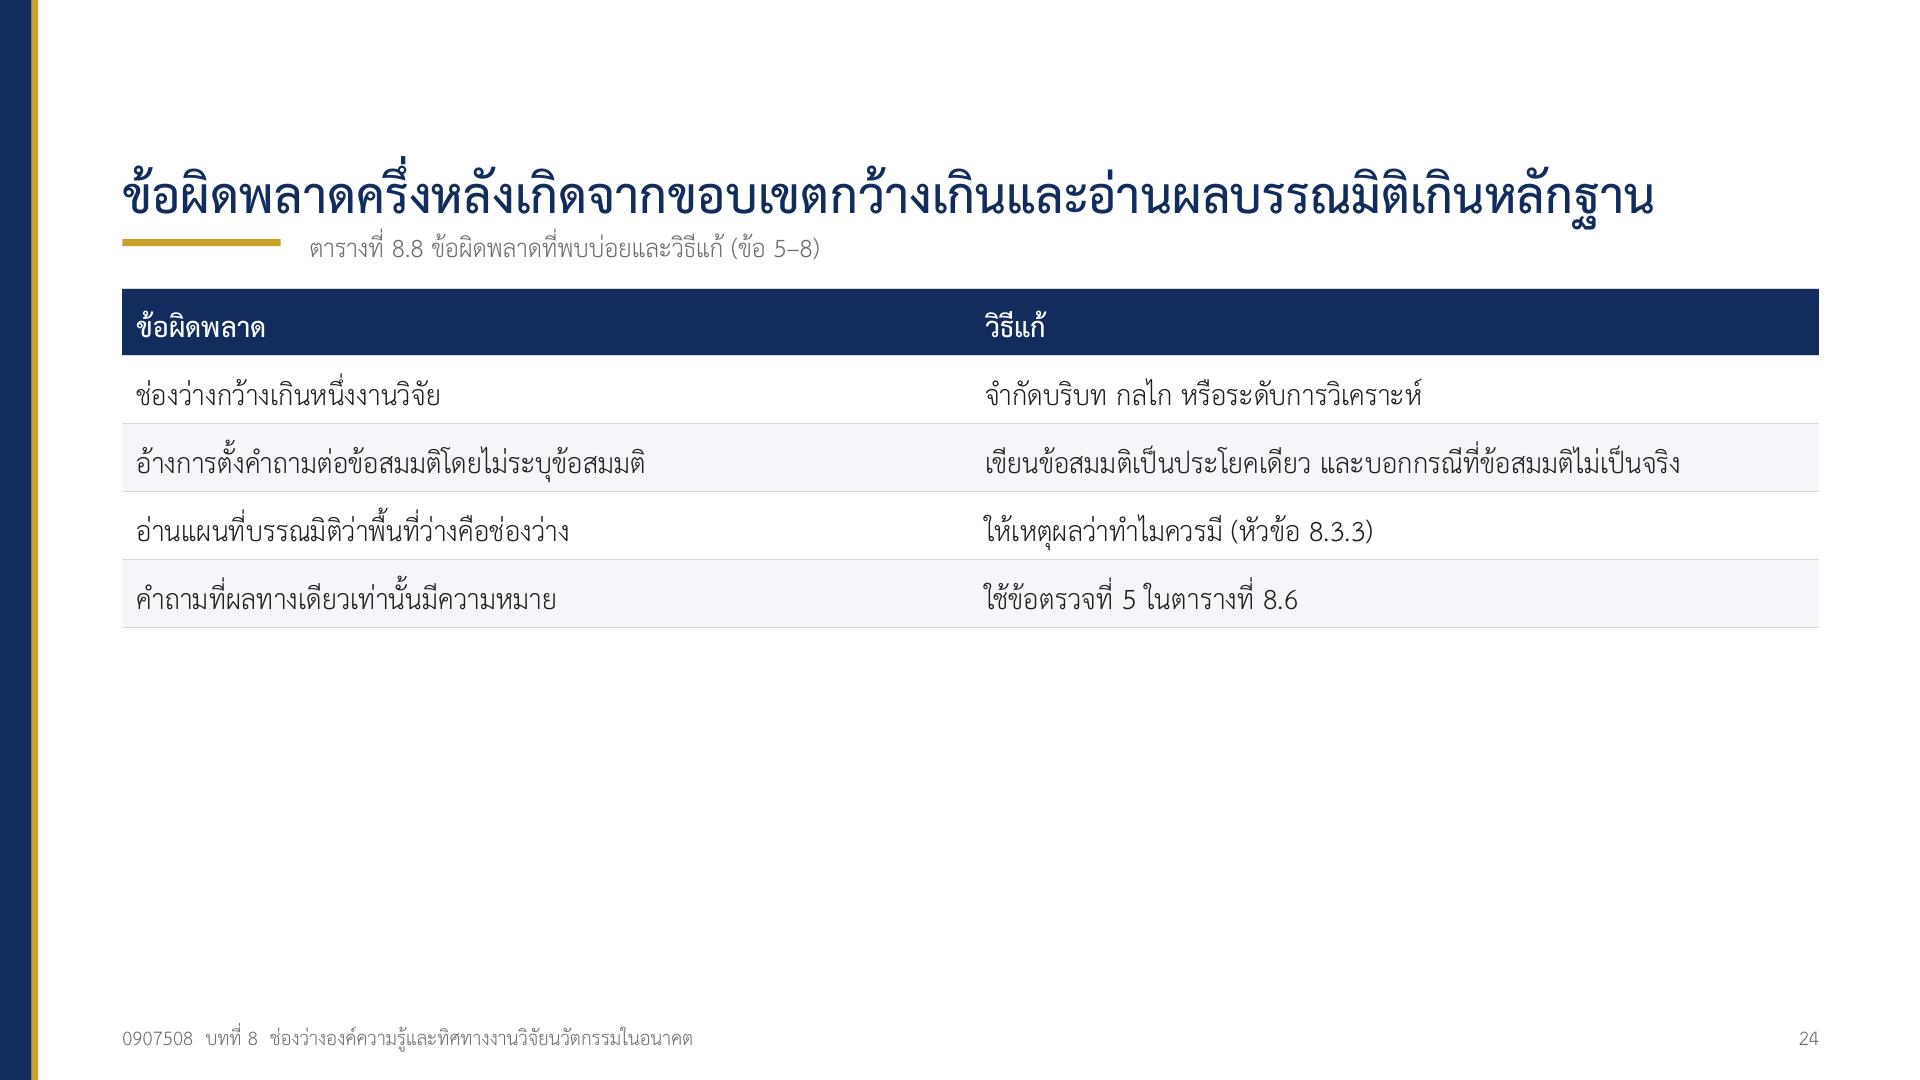 ข้อผิดพลาดครึ่งหลังเกิดจากขอบเขตกว้างเกินและอ่านผลบรรณมิติเกินหลักฐาน
ตารางที่ 8.8 ข้อผิดพลาดที่พบบ่อยและวิธีแก้ (ข้อ 5–8)
ข้อผิดพลาด วิธีแก้
ช่องว่างกว้างเกินหนึ่งงานวิจัย จำกัดบริบท กลไก หรือระดับการวิเคราะห์
อ้างการตั้งคำถามต่อข้อสมมติโดยไม่ระบุข้อสมมติ เขียนข้อสมมติเป็นประโยคเดียว และบอกกรณีที่ข้อสมมติไม่เป็นจริง
อ่านแผนที่บรรณมิติว่าพื้นที่ว่างคือช่องว่าง ให้เหตุผลว่าทำไมควรมี (หัวข้อ 8.3.3)
คำถามที่ผลทางเดียวเท่านั้นมีความหมาย ใช้ข้อตรวจที่ 5 ในตารางที่ 8.6
0907508 บทที่ 8 ช่องว่างองค์ความรู้และทิศทางงานวิจัยนวัตกรรมในอนาคต 24